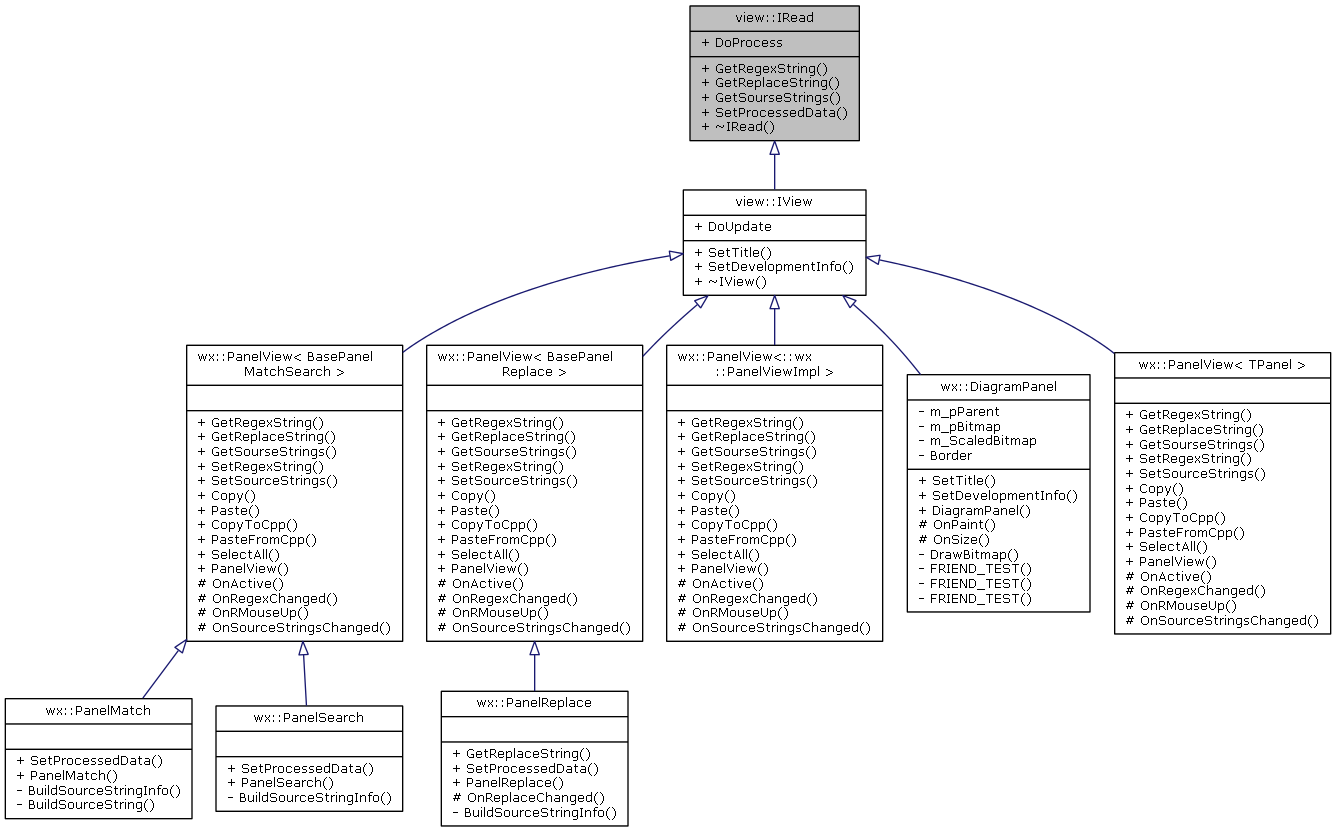 view::IRead
+ DoProcess
+ GetRegexString()
+ GetReplaceString()
+ GetSourseStrings()
+ SetProcessedData()
+ ~IRead()
view::IView
+ DoUpdate
+ SetTitle()
+ SetDevelopmentInfo()
+ ~IView()
wx::PanelView< BasePanel
MatchSearch >
+ GetRegexString()
+ GetReplaceString()
+ GetSourseStrings()
+ SetRegexString()
+ SetSourceStrings()
+ Copy()
+ Paste()
+ CopyToCpp()
+ PasteFromCpp()
+ SelectAll()
+ PanelView()
# OnActive()
# OnRegexChanged()
# OnRMouseUp()
# OnSourceStringsChanged()
wx::PanelView< BasePanel
Replace >
+ GetRegexString()
+ GetReplaceString()
+ GetSourseStrings()
+ SetRegexString()
+ SetSourceStrings()
+ Copy()
+ Paste()
+ CopyToCpp()
+ PasteFromCpp()
+ SelectAll()
+ PanelView()
# OnActive()
# OnRegexChanged()
# OnRMouseUp()
# OnSourceStringsChanged()
wx::PanelView<::wx
::PanelViewImpl >
+ GetRegexString()
+ GetReplaceString()
+ GetSourseStrings()
+ SetRegexString()
+ SetSourceStrings()
+ Copy()
+ Paste()
+ CopyToCpp()
+ PasteFromCpp()
+ SelectAll()
+ PanelView()
# OnActive()
# OnRegexChanged()
# OnRMouseUp()
# OnSourceStringsChanged()
wx::DiagramPanel
- m_pParent
- m_pBitmap
- m_ScaledBitmap
- Border
+ SetTitle()
+ SetDevelopmentInfo()
+ DiagramPanel()
# OnPaint()
# OnSize()
- DrawBitmap()
- FRIEND_TEST()
- FRIEND_TEST()
- FRIEND_TEST()
wx::PanelView< TPanel >
+ GetRegexString()
+ GetReplaceString()
+ GetSourseStrings()
+ SetRegexString()
+ SetSourceStrings()
+ Copy()
+ Paste()
+ CopyToCpp()
+ PasteFromCpp()
+ SelectAll()
+ PanelView()
# OnActive()
# OnRegexChanged()
# OnRMouseUp()
# OnSourceStringsChanged()
wx::PanelMatch
+ SetProcessedData()
+ PanelMatch()
- BuildSourceStringInfo()
- BuildSourceString()
wx::PanelSearch
+ SetProcessedData()
+ PanelSearch()
- BuildSourceStringInfo()
wx::PanelReplace
+ GetReplaceString()
+ SetProcessedData()
+ PanelReplace()
# OnReplaceChanged()
- BuildSourceStringInfo()